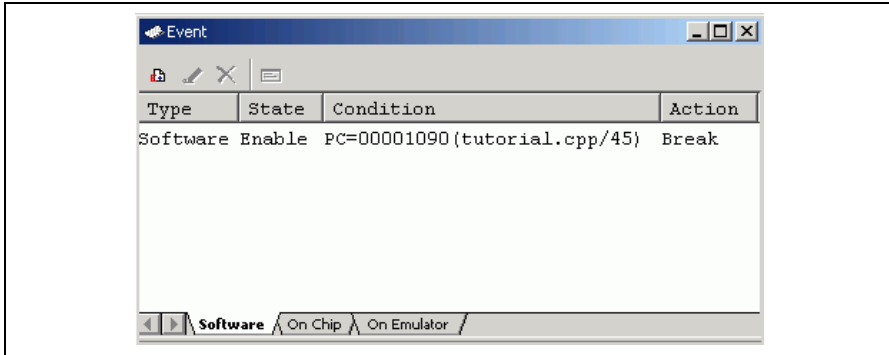 Event
Type State Condition Action
Software Enable PC=00001090(tutorial.cpp/45) Break
Software On Chip On Emulator